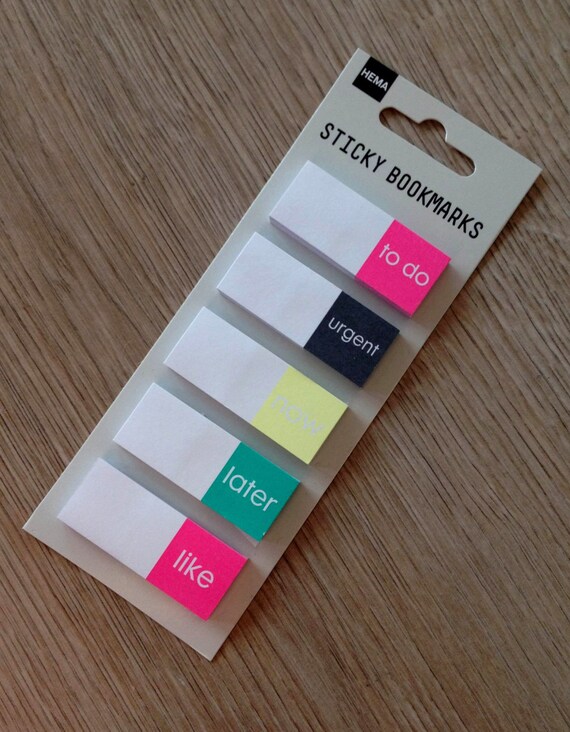 HEMA
STICKY BOOKMARKS
to do
urgent
now
later
like